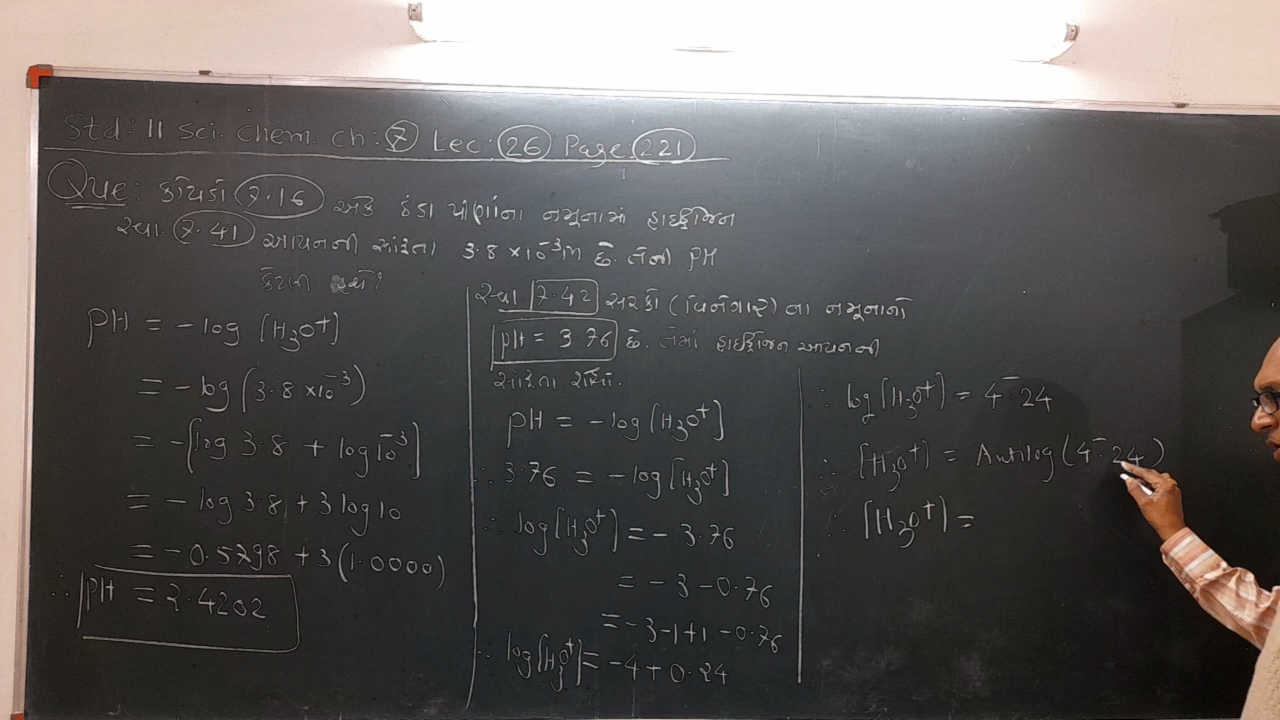 Std: 11 Sci. Chem. Ch: 7 Lec: 26 Page: 221
Que: કોયડો 7.16 એક ઠંડા પીણાંના નમૂનામાં હાઈડ્રોજન
સ્વા. 7.41 આયનની સાંદ્રતા 3.8 × 10⁻³ M છે. તેની PH
કેટલી હશે?
PH = - log [H₃O⁺]
= - log (3.8 × 10⁻³)
= - [log 3.8 + log 10⁻³]
= - log 3.8 + 3 log 10
= - 0.5798 + 3 (1.0000)
∴ PH = 2.4202
સ્વા. 7.42 સરકો (વિનેગાર) ના નમૂનાનો
PH = 3.76 છે. તેમાં હાઈડ્રોજન આયનની
સાંદ્રતા શોધો.
PH = - log [H₃O⁺]
∴ 3.76 = - log [H₃O⁺]
∴ log [H₃O⁺] = - 3.76
= - 3 - 0.76
= - 3 - 1 + 1 - 0.76
∴ log [H₃O⁺] = - 4 + 0.24
∴ log [H₃O⁺] = 4̅.24
∴ [H₃O⁺] = Antilog (4̅.24)
∴ [H₃O⁺] =